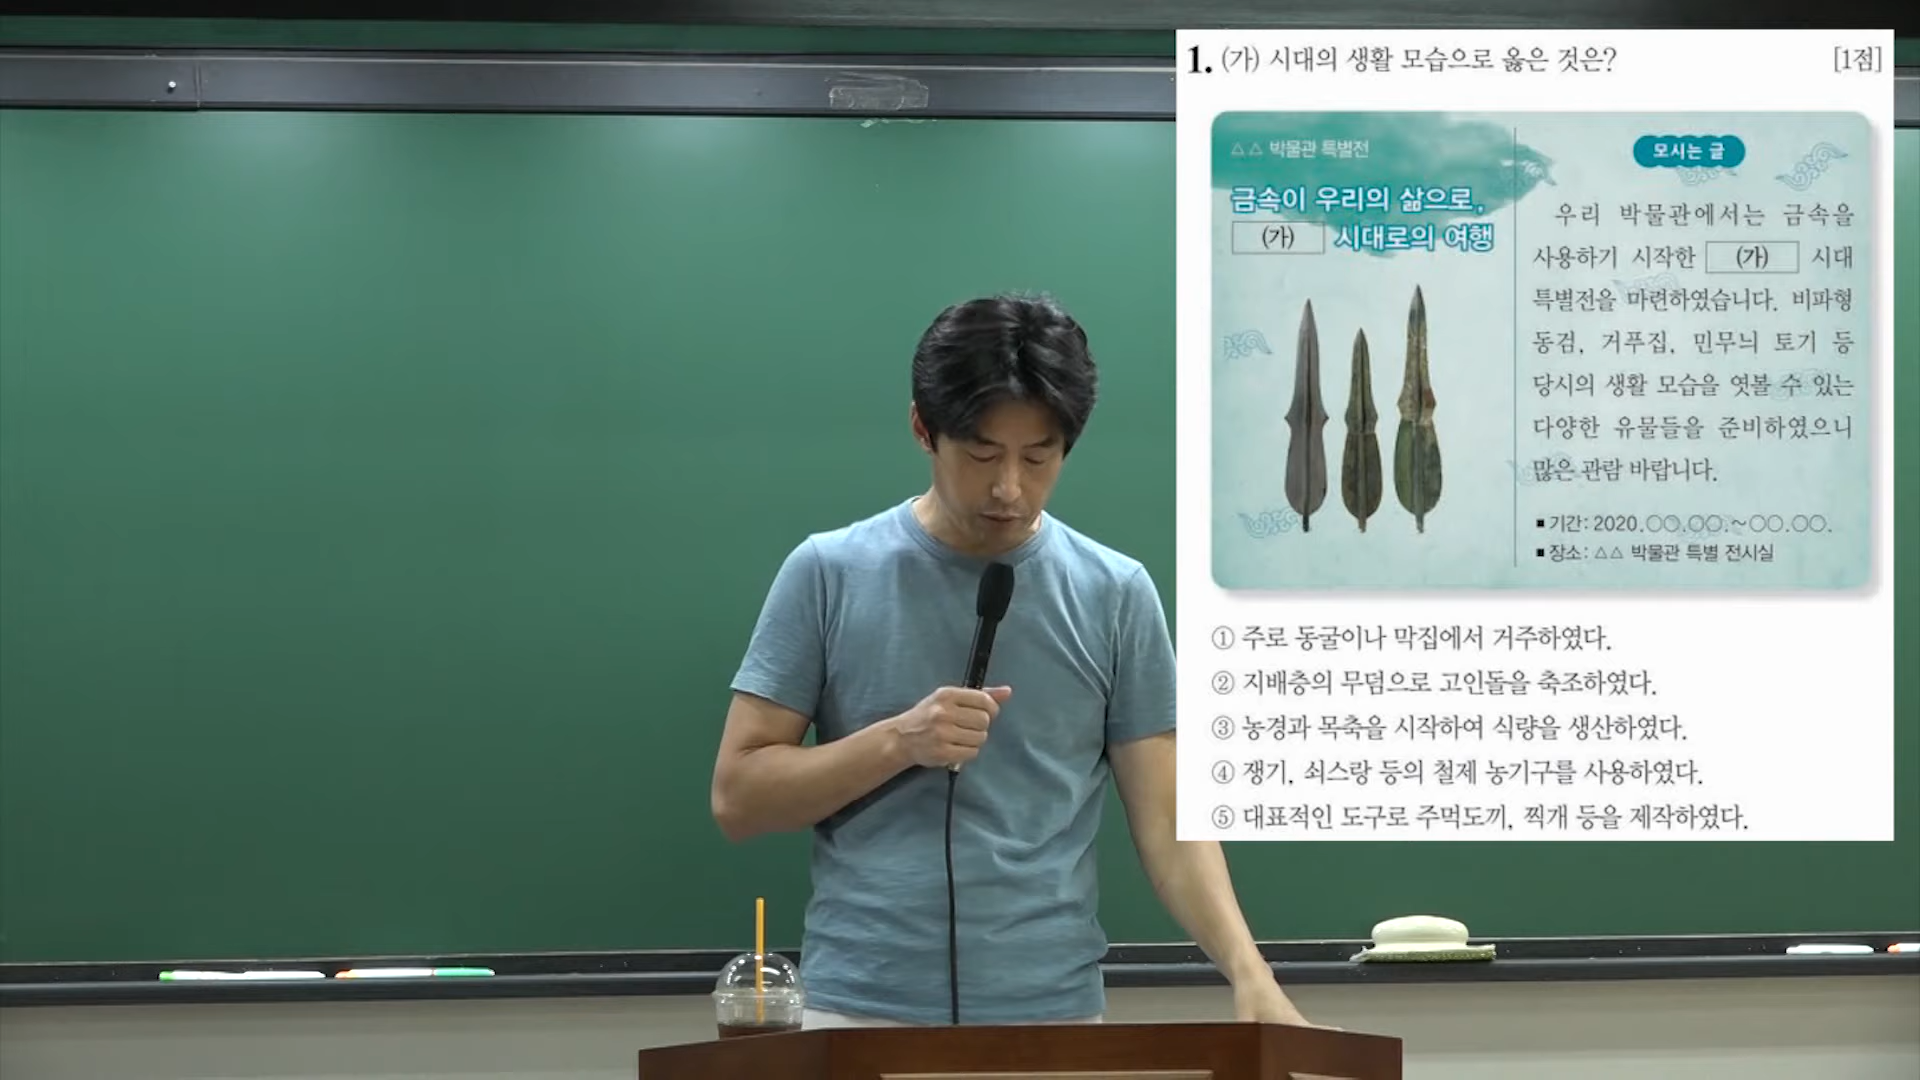 1. (가) 시대의 생활 모습으로 옳은 것은? [1점]
△△ 박물관 특별전
금속이 우리의 삶으로,
(가) 시대로의 여행
모시는 글
우리 박물관에서는 금속을
사용하기 시작한 (가) 시대
특별전을 마련하였습니다. 비파형
동검, 거푸집, 민무늬 토기 등
당시의 생활 모습을 엿볼 수 있는
다양한 유물들을 준비하였으니
많은 관람 바랍니다.
■ 기간: 2020.○○.○○.~○○.○○.
■ 장소: △△ 박물관 특별 전시실
① 주로 동굴이나 막집에서 거주하였다.
② 지배층의 무덤으로 고인돌을 축조하였다.
③ 농경과 목축을 시작하여 식량을 생산하였다.
④ 쟁기, 쇠스랑 등의 철제 농기구를 사용하였다.
⑤ 대표적인 도구로 주먹도끼, 찍개 등을 제작하였다.